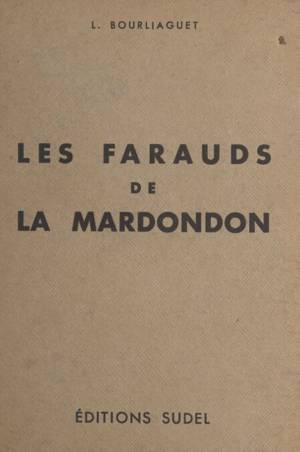 L. BOURLIAGUET
LES FARAUDS
DE
LA MARDONDON
ÉDITIONS SUDEL